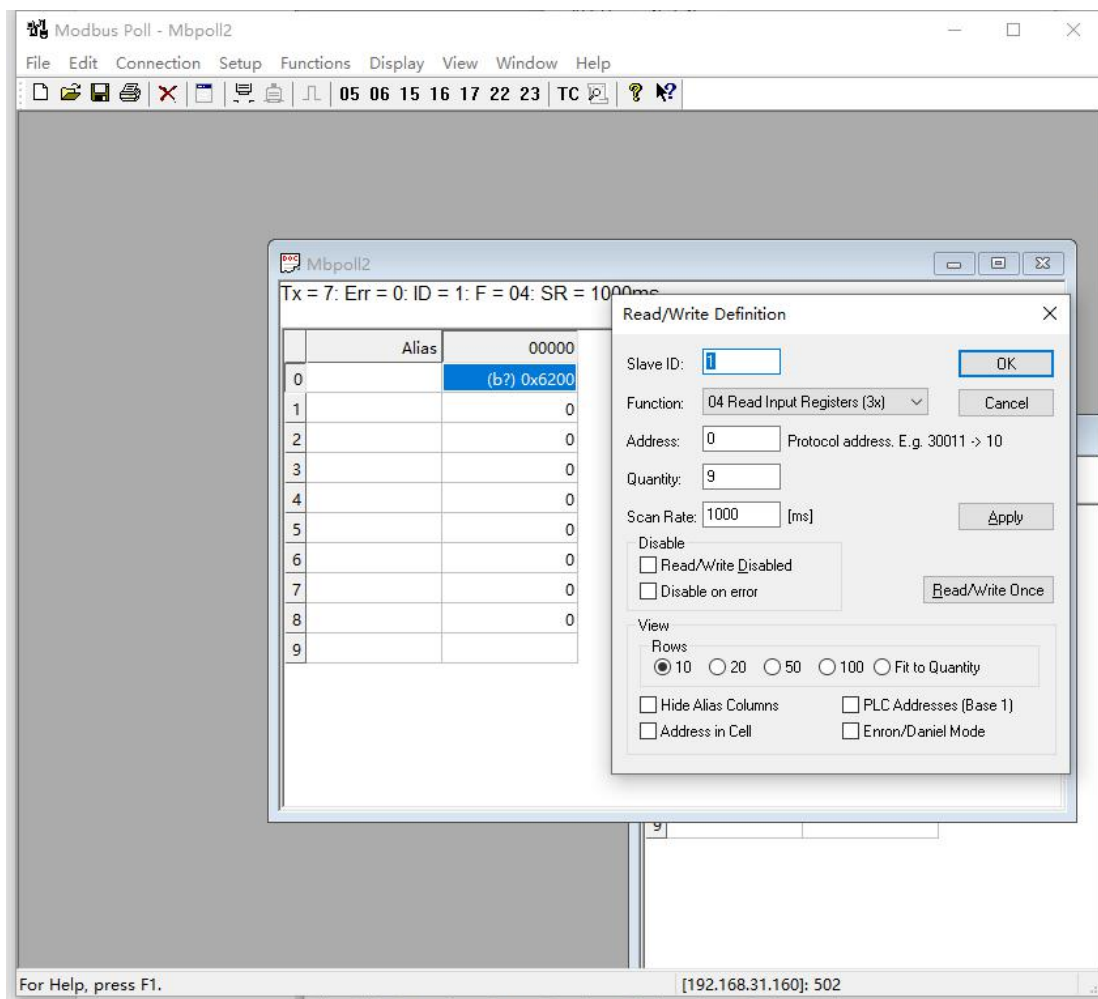 Modbus Poll - Mbpoll2
File Edit Connection Setup Functions Display View Window Help
05 06 15 16 17 22 23 TC
Mbpoll2
Tx = 7: Err = 0: ID = 1: F = 04: SR = 1000ms
Alias 00000
0 (b?) 0x6200
1 0
2 0
3 0
4 0
5 0
6 0
7 0
8 0
9
Read/Write Definition
Slave ID: 1 OK
Function: 04 Read Input Registers (3x) Cancel
Address: 0 Protocol address. E.g. 30011 -> 10
Quantity: 9
Scan Rate: 1000 [ms] Apply
Disable
Read/Write Disabled
Disable on error Read/Write Once
View
Rows
10 20 50 100 Fit to Quantity
Hide Alias Columns PLC Addresses (Base 1)
Address in Cell Enron/Daniel Mode
9
For Help, press F1. [192.168.31.160]: 502